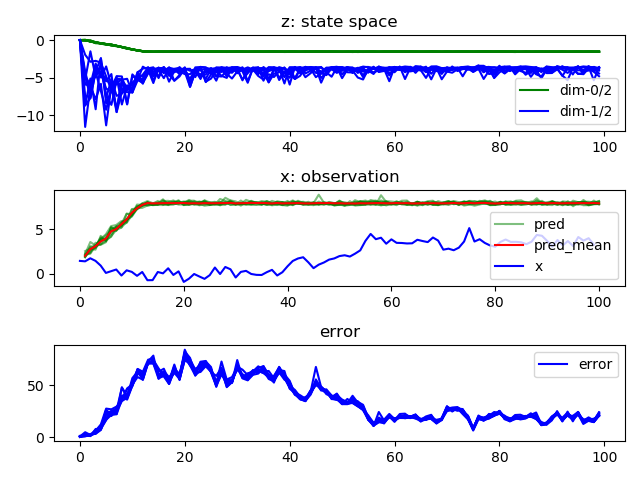 z: state space
0
−5
−10
dim-0/2
dim-1/2
0 20 40 60 80 100
x: observation
5
0
pred
pred_mean
x
0 20 40 60 80 100
error
50
0
error
0 20 40 60 80 100